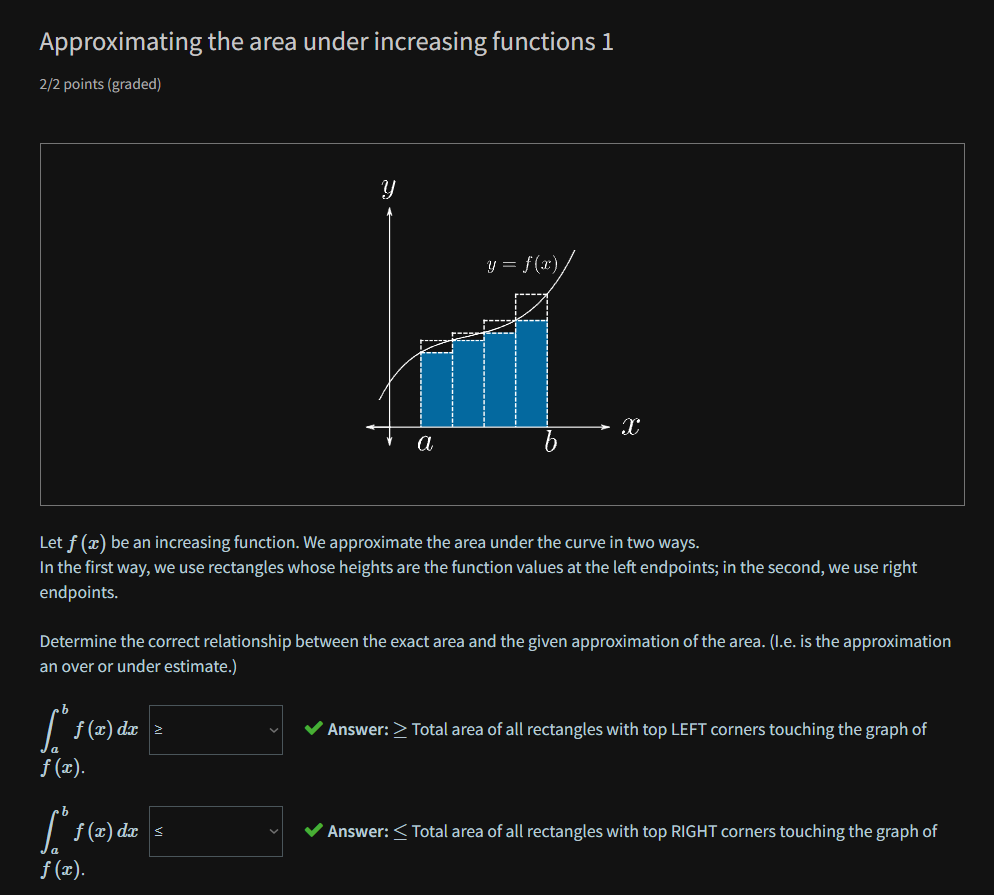 Approximating the area under increasing functions 1
2/2 points (graded)
y
y = f(x)
x
a
b
Let f (x) be an increasing function. We approximate the area under the curve in two ways.
In the first way, we use rectangles whose heights are the function values at the left endpoints; in the second, we use right
endpoints.
Determine the correct relationship between the exact area and the given approximation of the area. (I.e. is the approximation
an over or under estimate.)
∫_a^b f (x) dx ≥ Answer: ≥ Total area of all rectangles with top LEFT corners touching the graph of
f (x).
∫_a^b f (x) dx ≤ Answer: ≤ Total area of all rectangles with top RIGHT corners touching the graph of
f (x).